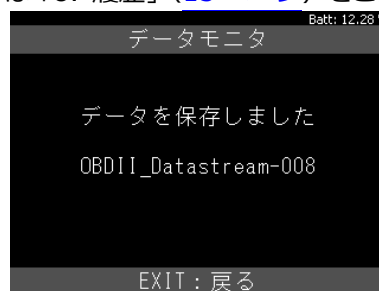 Batt: 12.28
データモニタ
データを保存しました
OBDII_Datastream-008
EXIT：戻る